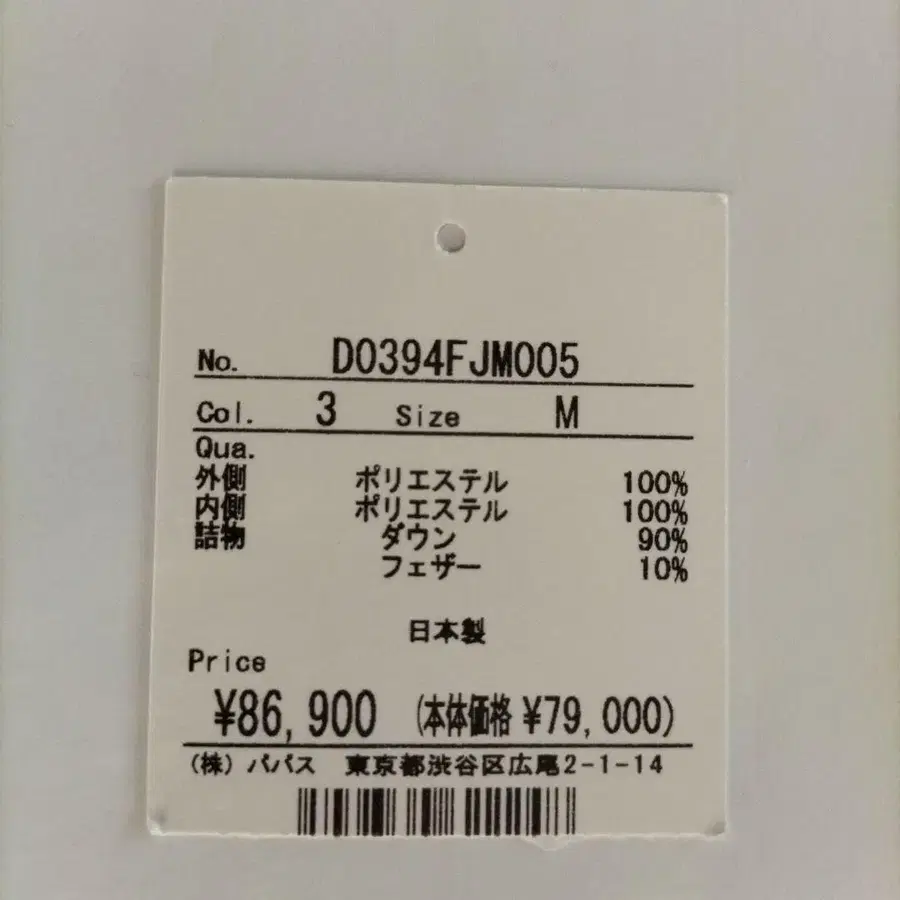 No. D0394FJM005
Col. 3 Size M
Qua.
外側 ポリエステル 100%
内側 ポリエステル 100%
詰物 ダウン 90%
フェザー 10%
日本製
Price
¥86,900 (本体価格 ¥79,000)
(株) パパス 東京都渋谷区広尾2-1-14